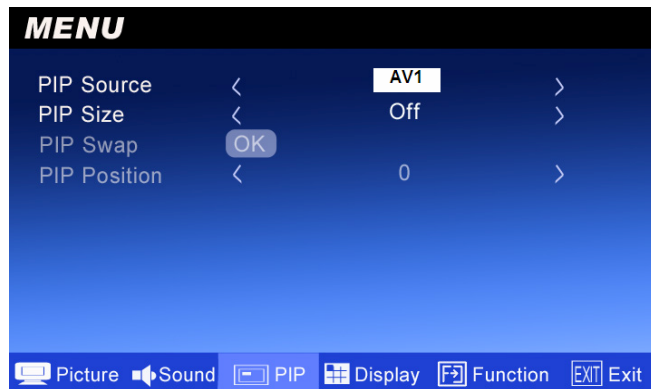 MENU
PIP Source < AV1 >
PIP Size < Off >
PIP Swap OK
PIP Position < 0 >
Picture Sound PIP Display F Function EXIT Exit